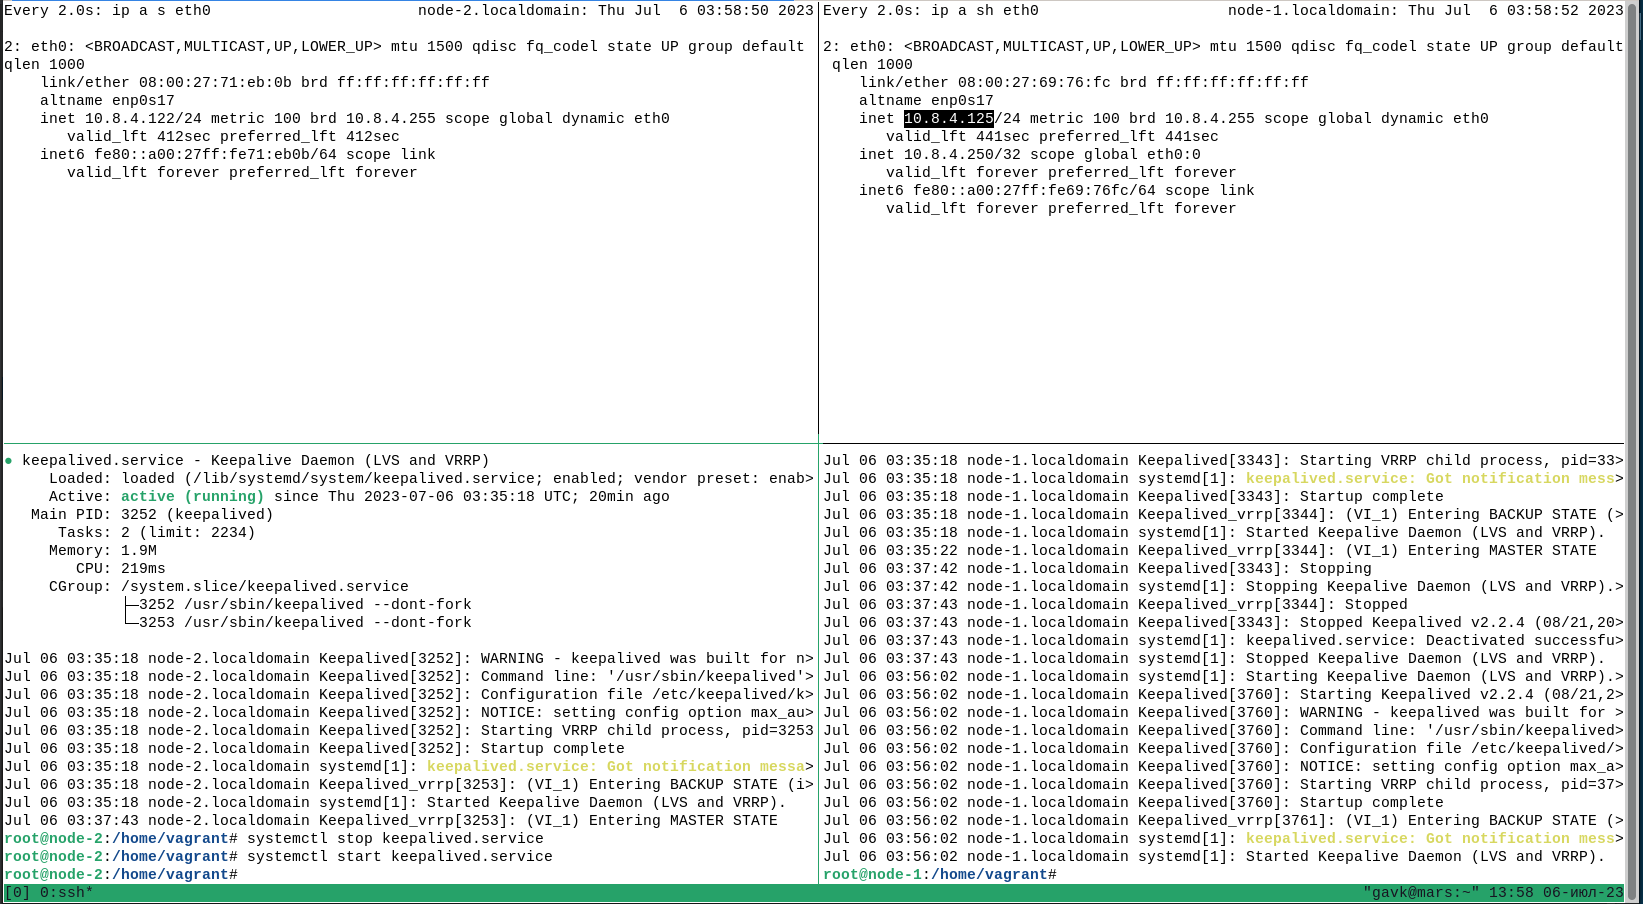 Every 2.0s: ip a s eth0                       node-2.localdomain: Thu Jul  6 03:58:50 2023

2: eth0: <BROADCAST,MULTICAST,UP,LOWER_UP> mtu 1500 qdisc fq_codel state UP group default
qlen 1000
    link/ether 08:00:27:71:eb:0b brd ff:ff:ff:ff:ff:ff
    altname enp0s17
    inet 10.8.4.122/24 metric 100 brd 10.8.4.255 scope global dynamic eth0
       valid_lft 412sec preferred_lft 412sec
    inet6 fe80::a00:27ff:fe71:eb0b/64 scope link
       valid_lft forever preferred_lft forever
Every 2.0s: ip a sh eth0                     node-1.localdomain: Thu Jul  6 03:58:52 2023

2: eth0: <BROADCAST,MULTICAST,UP,LOWER_UP> mtu 1500 qdisc fq_codel state UP group default
 qlen 1000
    link/ether 08:00:27:69:76:fc brd ff:ff:ff:ff:ff:ff
    altname enp0s17
    inet 10.8.4.125/24 metric 100 brd 10.8.4.255 scope global dynamic eth0
       valid_lft 441sec preferred_lft 441sec
    inet 10.8.4.250/32 scope global eth0:0
       valid_lft forever preferred_lft forever
    inet6 fe80::a00:27ff:fe69:76fc/64 scope link
       valid_lft forever preferred_lft forever
● keepalived.service - Keepalive Daemon (LVS and VRRP)
     Loaded: loaded (/lib/systemd/system/keepalived.service; enabled; vendor preset: enab>
     Active: active (running) since Thu 2023-07-06 03:35:18 UTC; 20min ago
   Main PID: 3252 (keepalived)
      Tasks: 2 (limit: 2234)
     Memory: 1.9M
        CPU: 219ms
     CGroup: /system.slice/keepalived.service
             ├─3252 /usr/sbin/keepalived --dont-fork
             └─3253 /usr/sbin/keepalived --dont-fork

Jul 06 03:35:18 node-2.localdomain Keepalived[3252]: WARNING - keepalived was built for n>
Jul 06 03:35:18 node-2.localdomain Keepalived[3252]: Command line: '/usr/sbin/keepalived'>
Jul 06 03:35:18 node-2.localdomain Keepalived[3252]: Configuration file /etc/keepalived/k>
Jul 06 03:35:18 node-2.localdomain Keepalived[3252]: NOTICE: setting config option max_au>
Jul 06 03:35:18 node-2.localdomain Keepalived[3252]: Starting VRRP child process, pid=3253
Jul 06 03:35:18 node-2.localdomain Keepalived[3252]: Startup complete
Jul 06 03:35:18 node-2.localdomain systemd[1]: keepalived.service: Got notification messa>
Jul 06 03:35:18 node-2.localdomain Keepalived_vrrp[3253]: (VI_1) Entering BACKUP STATE (i>
Jul 06 03:35:18 node-2.localdomain systemd[1]: Started Keepalive Daemon (LVS and VRRP).
Jul 06 03:37:43 node-2.localdomain Keepalived_vrrp[3253]: (VI_1) Entering MASTER STATE
root@node-2:/home/vagrant# systemctl stop keepalived.service
root@node-2:/home/vagrant# systemctl start keepalived.service
root@node-2:/home/vagrant#
Jul 06 03:35:18 node-1.localdomain Keepalived[3343]: Starting VRRP child process, pid=33>
Jul 06 03:35:18 node-1.localdomain systemd[1]: keepalived.service: Got notification mess>
Jul 06 03:35:18 node-1.localdomain Keepalived[3343]: Startup complete
Jul 06 03:35:18 node-1.localdomain Keepalived_vrrp[3344]: (VI_1) Entering BACKUP STATE (>
Jul 06 03:35:18 node-1.localdomain systemd[1]: Started Keepalive Daemon (LVS and VRRP).
Jul 06 03:35:22 node-1.localdomain Keepalived_vrrp[3344]: (VI_1) Entering MASTER STATE
Jul 06 03:37:42 node-1.localdomain Keepalived[3343]: Stopping
Jul 06 03:37:42 node-1.localdomain systemd[1]: Stopping Keepalive Daemon (LVS and VRRP).>
Jul 06 03:37:43 node-1.localdomain Keepalived_vrrp[3344]: Stopped
Jul 06 03:37:43 node-1.localdomain Keepalived[3343]: Stopped Keepalived v2.2.4 (08/21,20>
Jul 06 03:37:43 node-1.localdomain systemd[1]: keepalived.service: Deactivated successfu>
Jul 06 03:37:43 node-1.localdomain systemd[1]: Stopped Keepalive Daemon (LVS and VRRP).
Jul 06 03:56:02 node-1.localdomain systemd[1]: Starting Keepalive Daemon (LVS and VRRP).>
Jul 06 03:56:02 node-1.localdomain Keepalived[3760]: Starting Keepalived v2.2.4 (08/21,2>
Jul 06 03:56:02 node-1.localdomain Keepalived[3760]: WARNING - keepalived was built for >
Jul 06 03:56:02 node-1.localdomain Keepalived[3760]: Command line: '/usr/sbin/keepalived>
Jul 06 03:56:02 node-1.localdomain Keepalived[3760]: Configuration file /etc/keepalived/>
Jul 06 03:56:02 node-1.localdomain Keepalived[3760]: NOTICE: setting config option max_a>
Jul 06 03:56:02 node-1.localdomain Keepalived[3760]: Starting VRRP child process, pid=37>
Jul 06 03:56:02 node-1.localdomain Keepalived[3760]: Startup complete
Jul 06 03:56:02 node-1.localdomain Keepalived_vrrp[3761]: (VI_1) Entering BACKUP STATE (>
Jul 06 03:56:02 node-1.localdomain systemd[1]: keepalived.service: Got notification mess>
Jul 06 03:56:02 node-1.localdomain systemd[1]: Started Keepalive Daemon (LVS and VRRP).
root@node-1:/home/vagrant#
[0] 0:ssh*                    "gavk@mars:~" 13:58 06-июл-23